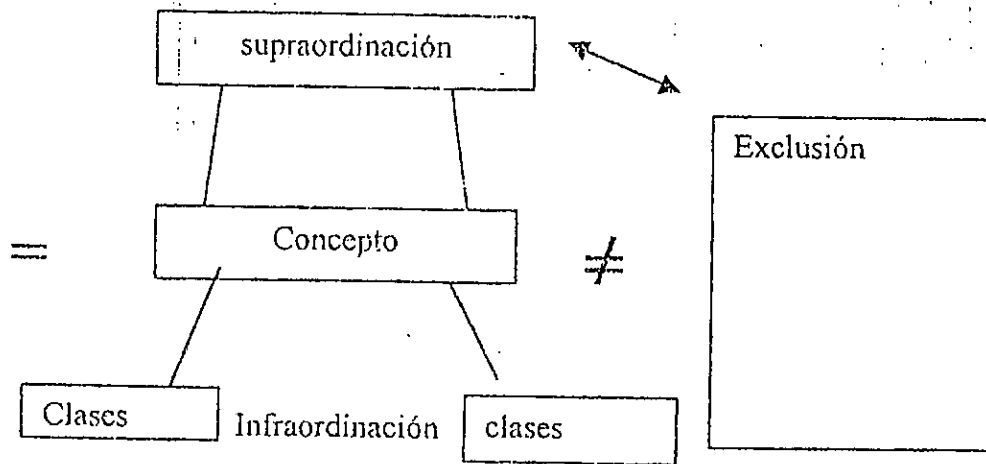 supraordinación
Exclusión
= Concepto ≠
Clases Infraordinación clases